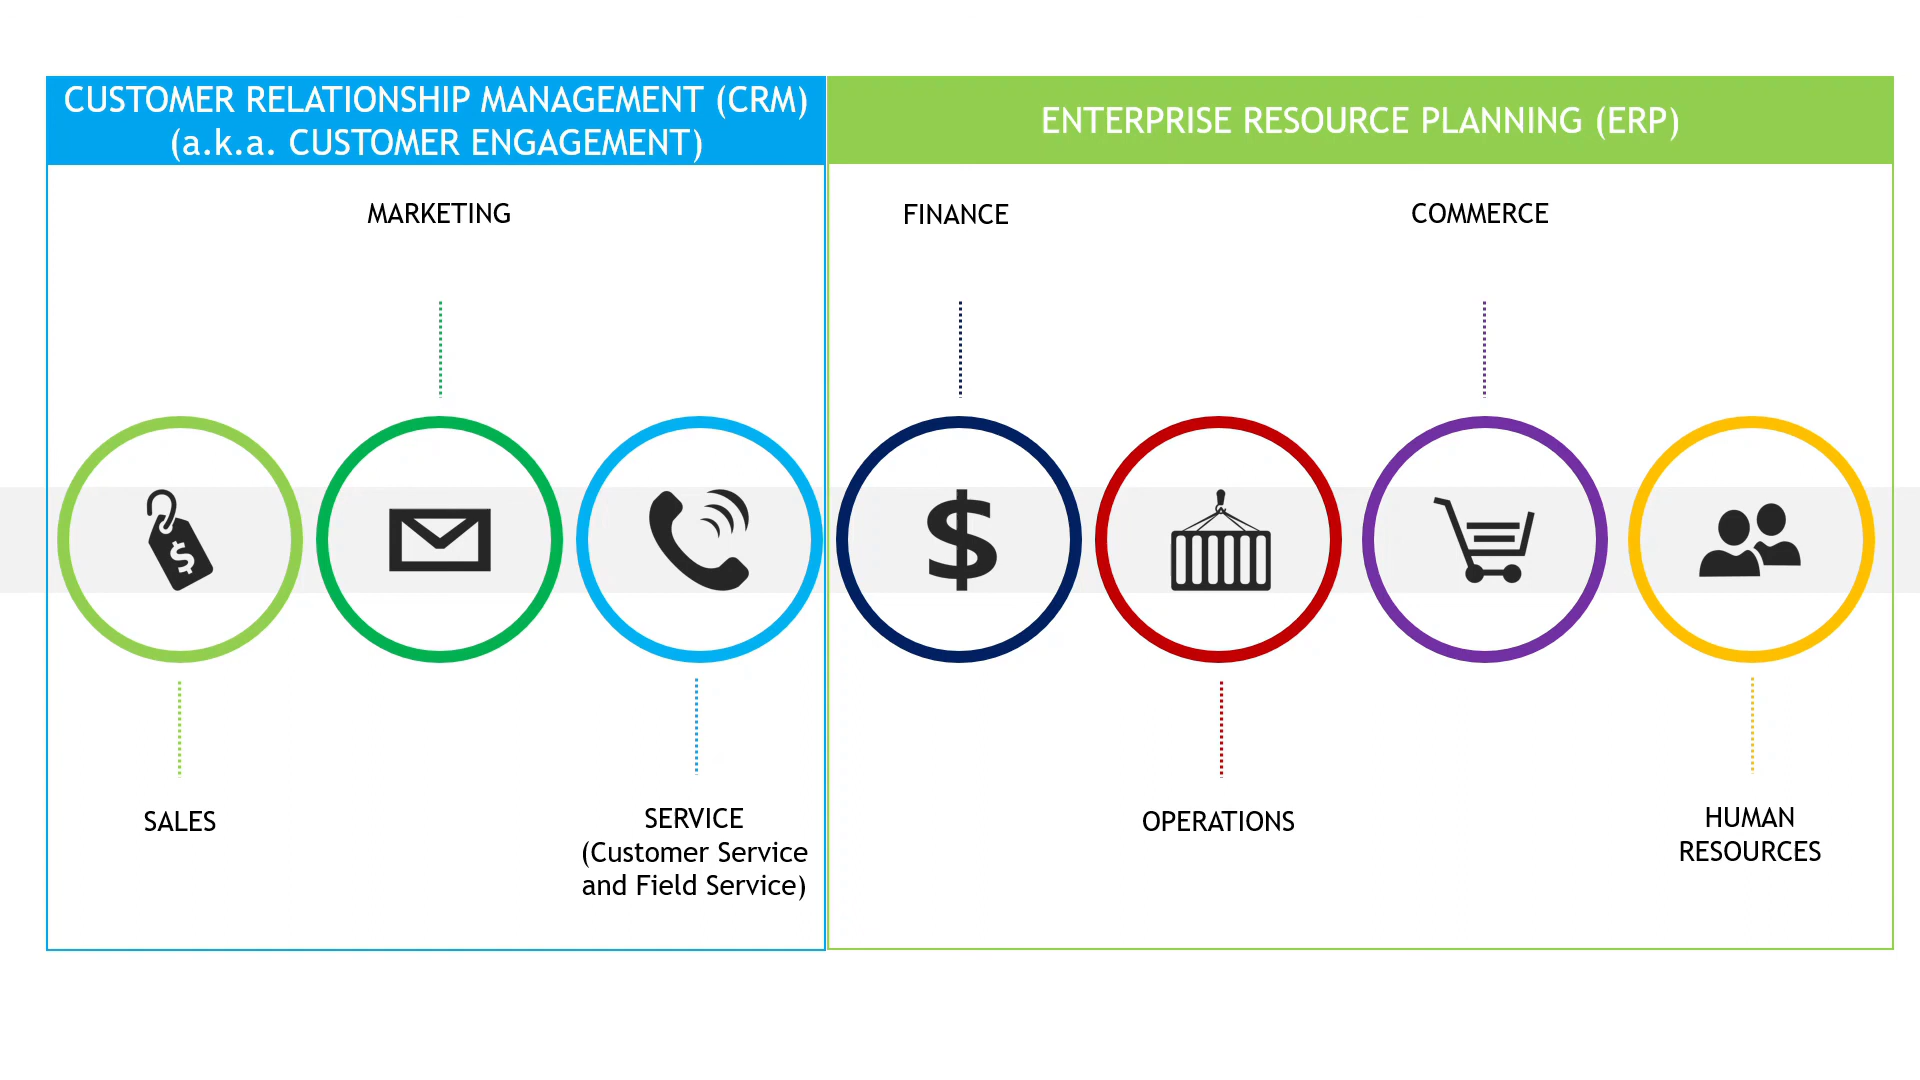 CUSTOMER RELATIONSHIP MANAGEMENT (CRM)
(a.k.a. CUSTOMER ENGAGEMENT)
ENTERPRISE RESOURCE PLANNING (ERP)
MARKETING
FINANCE
COMMERCE
$
$
SALES
SERVICE
(Customer Service
and Field Service)
OPERATIONS
HUMAN
RESOURCES